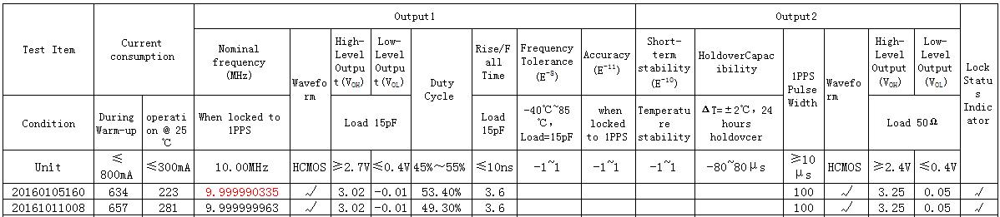 Output1 Output2
Test Item Current consumption Nominal frequency (MHz) Waveform High-Level Output(VOH) Low-Level Output(VOL) Duty Cycle Rise/Fall Time Frequency Tolerance (E-8) Accuracy (E-11) Short-term stability (E-10) HoldoverCapacibility 1PPS Pulse Width Waveform High-Level Output (VOH) Low-Level Output (VOL) Lock Status Indicator
Condition During Warm-up operation @ 25℃ When locked to 1PPS Load 15pF Load 15pF -40℃~85℃, Load=15pF when locked to 1PPS Temperature stability ΔT=±2℃, 24 hours holdovcer Load 50Ω
Unit ≤800mA ≤300mA 10.00MHz HCMOS ≥2.7V ≤0.4V 45%~55% ≤10ns -1~1 -1~1 -1~1 -80~80μs ≥10μs HCMOS ≥2.4V ≤0.4V
20160105160 634 223 9.999990335 √ 3.02 -0.01 53.40% 3.6 100 √ 3.25 0.05 √
20161011008 657 281 9.999999963 √ 3.02 -0.01 49.30% 3.6 100 √ 3.25 0.05 √